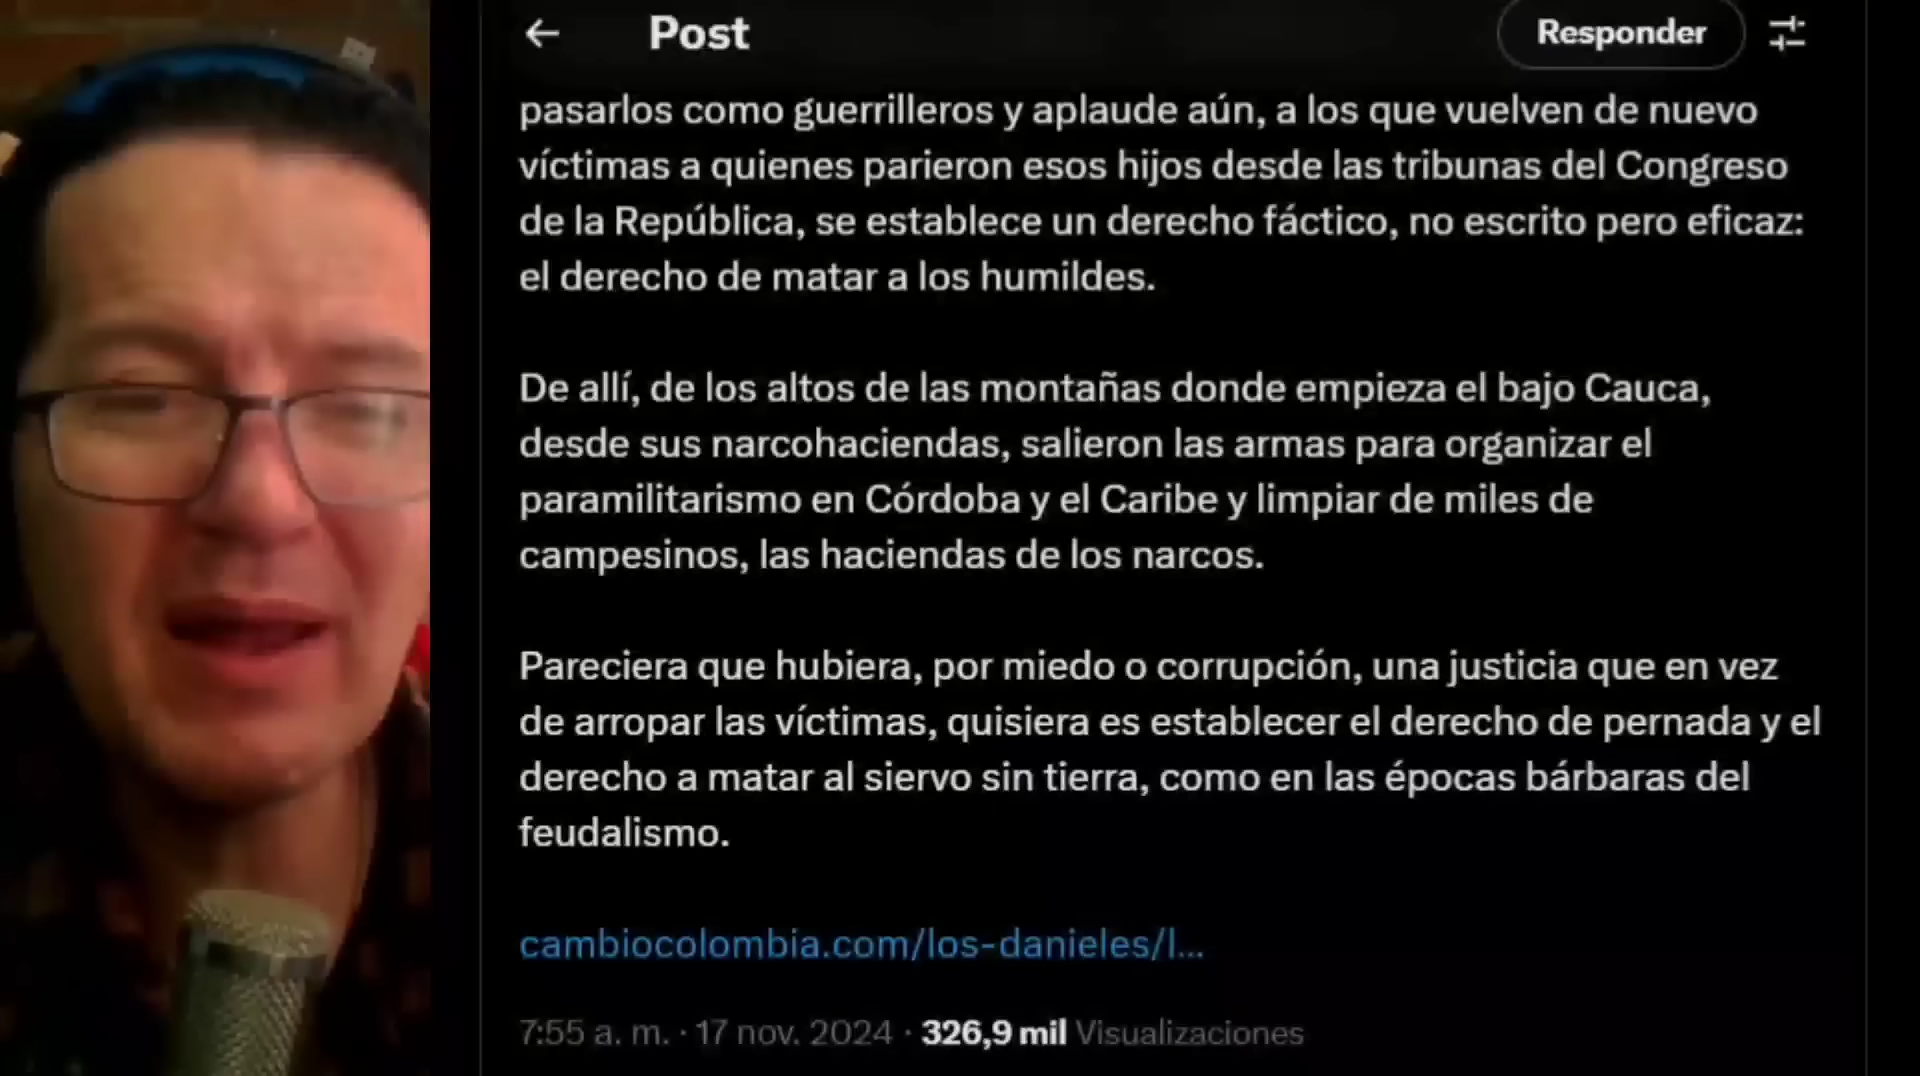 Post
Responder
pasarlos como guerrilleros y aplaude aún, a los que vuelven de nuevo
víctimas a quienes parieron esos hijos desde las tribunas del Congreso
de la República, se establece un derecho fáctico, no escrito pero eficaz:
el derecho de matar a los humildes.
De allí, de los altos de las montañas donde empieza el bajo Cauca,
desde sus narcohaciendas, salieron las armas para organizar el
paramilitarismo en Córdoba y el Caribe y limpiar de miles de
campesinos, las haciendas de los narcos.
Pareciera que hubiera, por miedo o corrupción, una justicia que en vez
de arropar las víctimas, quisiera es establecer el derecho de pernada y el
derecho a matar al siervo sin tierra, como en las épocas bárbaras del
feudalismo.
cambiocolombia.com/los-danieles/l...
7:55 a. m. · 17 nov. 2024 · 326,9 mil Visualizaciones